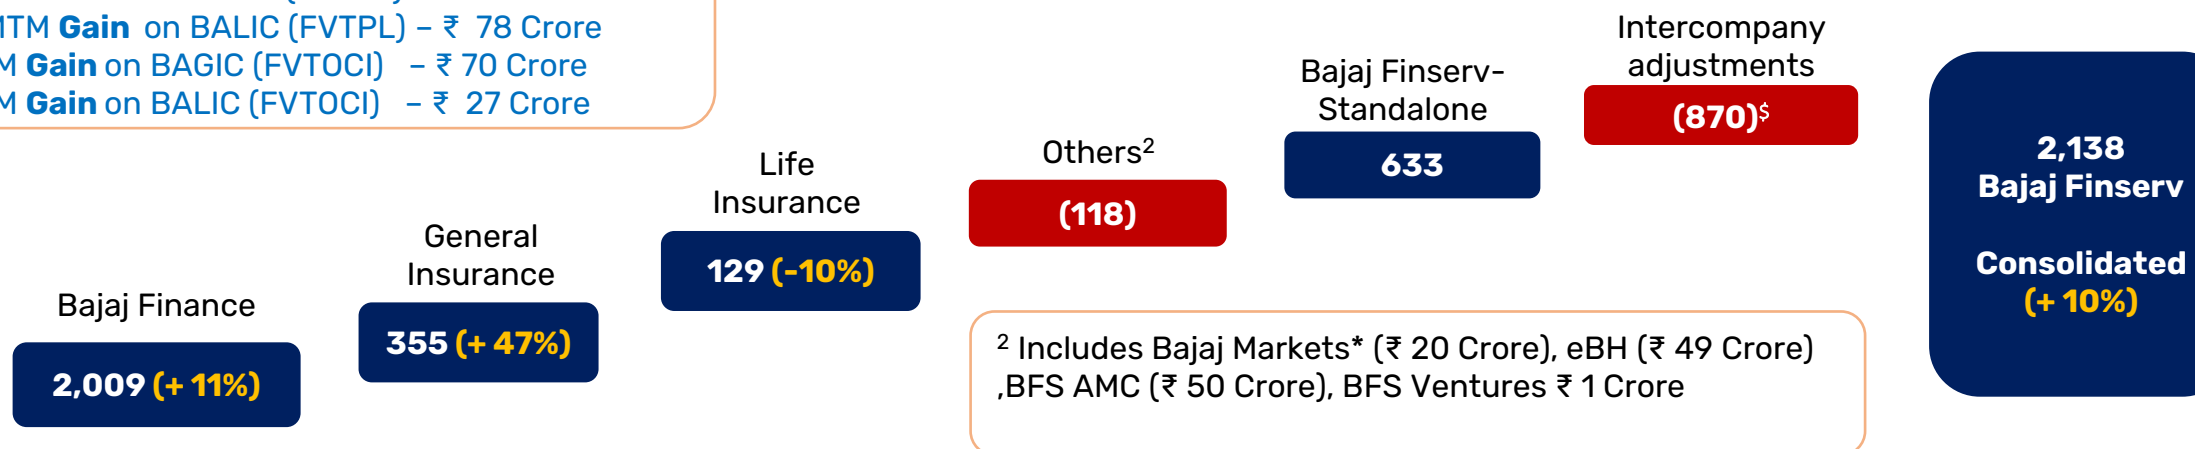 Gain on BALIC (FVTPL) – ₹ 78 Crore
Gain on BAGIC (FVTOCI) – ₹ 70 Crore
Gain on BALIC (FVTOCI) – ₹ 27 Crore
Bajaj Finance
2,009 (+ 11%)
General
Insurance
355 (+ 47%)
Life
Insurance
129 (-10%)
Others²
(118)
Bajaj Finserv-
Standalone
633
Intercompany
adjustments
(870)$
2,138
Bajaj Finserv
Consolidated
(+ 10%)
² Includes Bajaj Markets* (₹ 20 Crore), eBH (₹ 49 Crore)
,BFS AMC (₹ 50 Crore), BFS Ventures ₹ 1 Crore